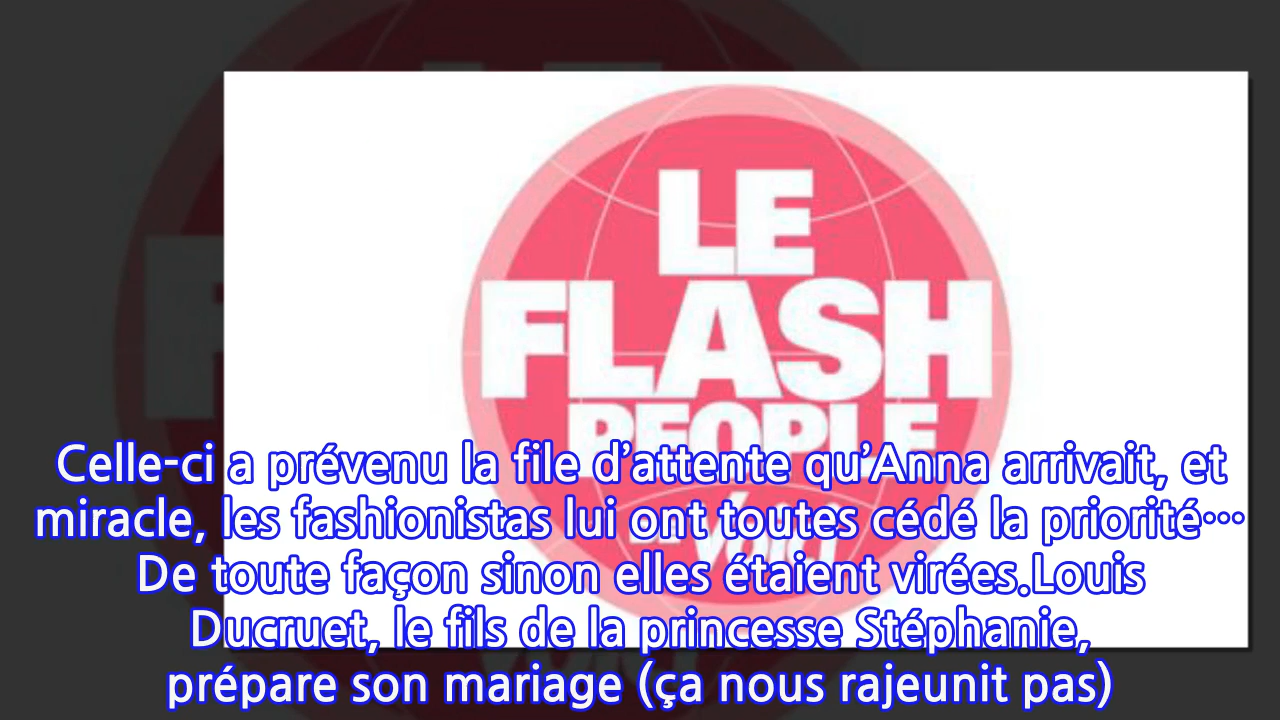 LE
FLASH
PEOPLE
Celle-ci a prévenu la file d'attente qu'Anna arrivait, et
miracle, les fashionistas lui ont toutes cédé la priorité…
De toute façon sinon elles étaient virées.Louis
Ducruet, le fils de la princesse Stéphanie,
prépare son mariage (ça nous rajeunit pas)